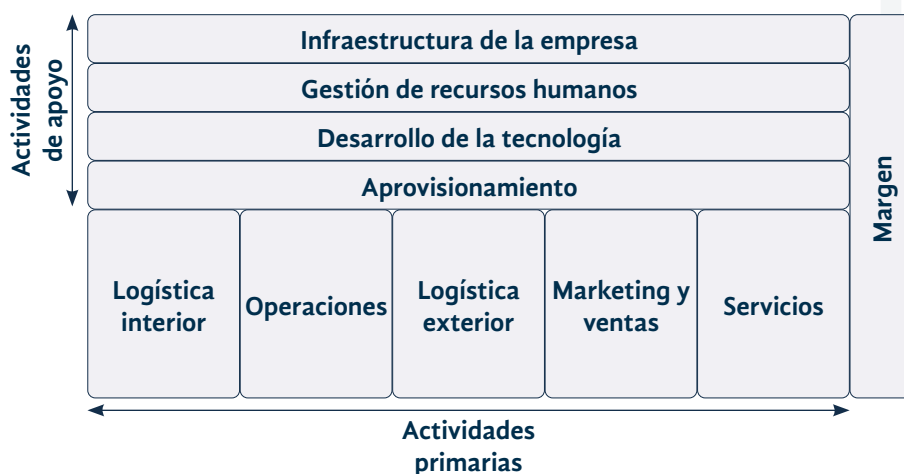 Actividades
de apoyo
Infraestructura de la empresa
Gestión de recursos humanos
Desarrollo de la tecnología
Aprovisionamiento
Logística
interior
Operaciones
Logística
exterior
Marketing y
ventas
Servicios
Margen
Actividades
primarias